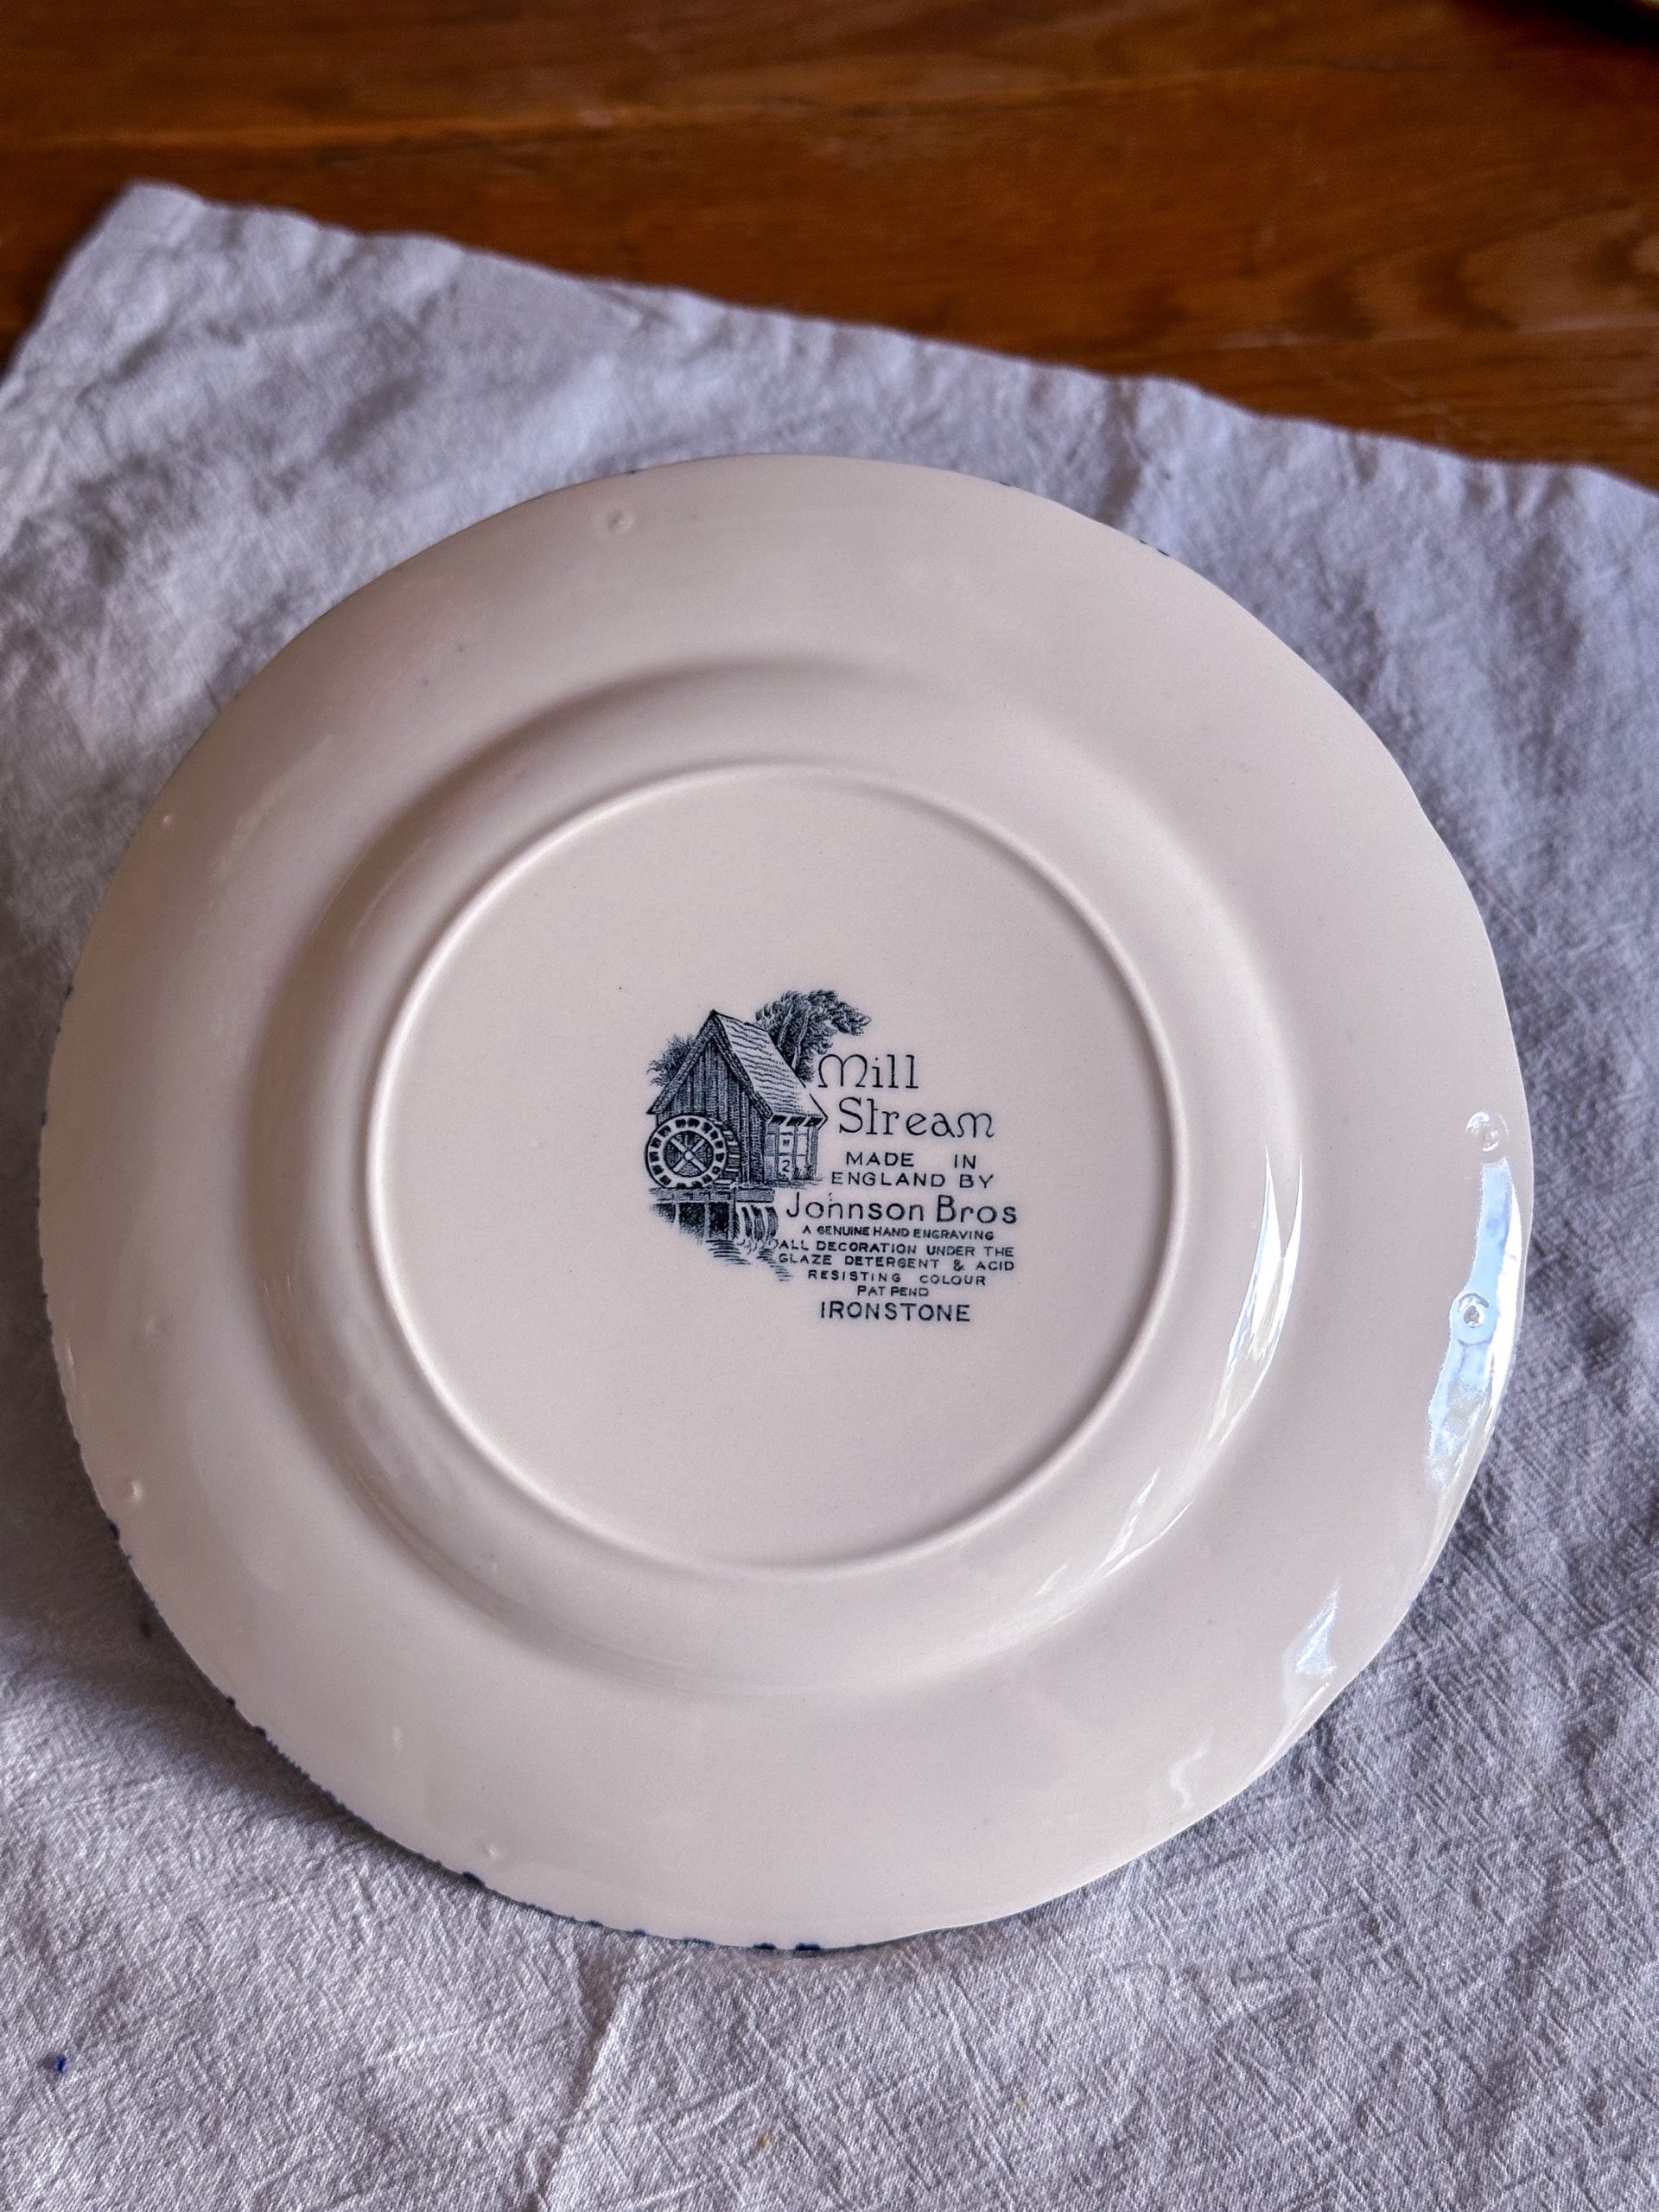 Mill
Stream
MADE IN
ENGLAND BY
Johnson Bros
A GENUINE HAND ENGRAVING
ALL DECORATION UNDER THE
GLAZE DETERGENT & ACID
RESISTING COLOUR
PAT PEND
IRONSTONE
2